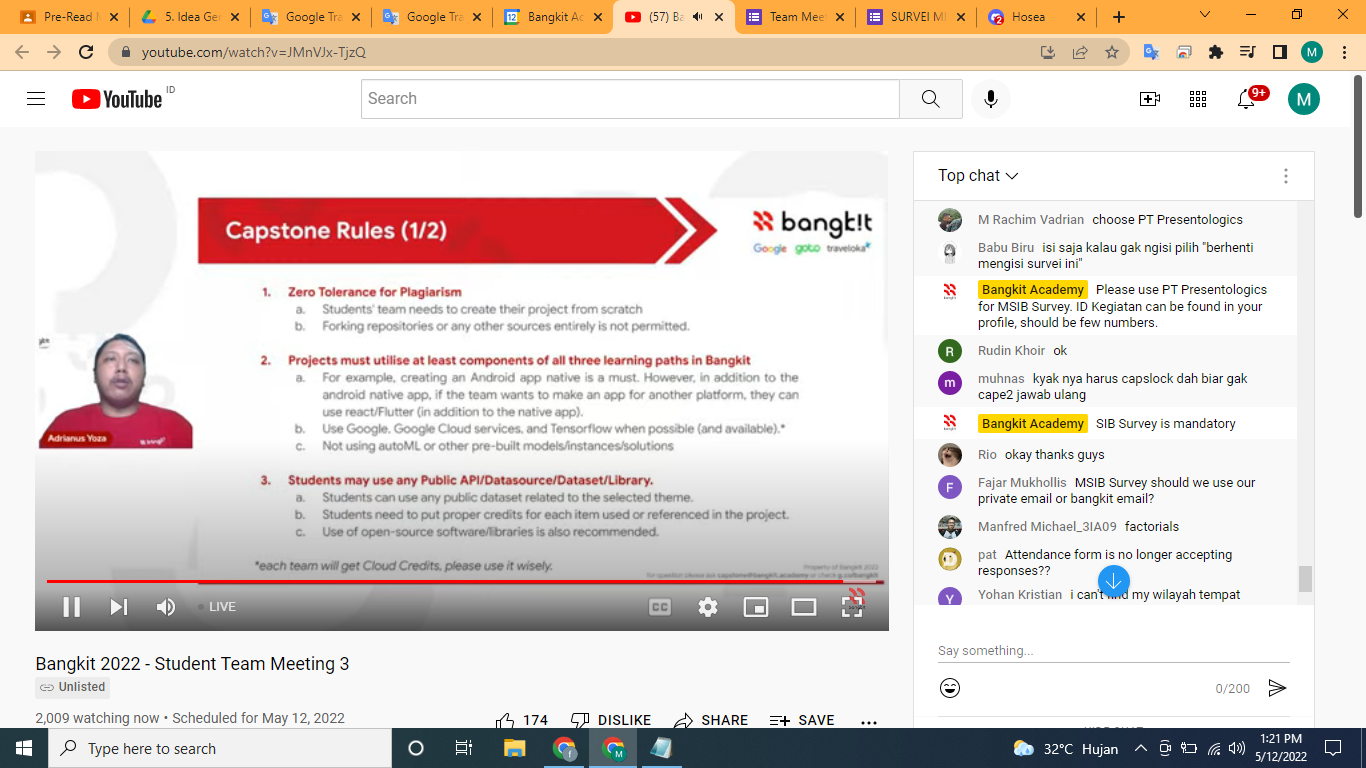 Pre-Read M
5. Idea Gen
Google Tra
Google Tra
12
Bangkit Ac
(57) Ba
Team Mee
SURVEI MI
2
Hosea
youtube.com/watch?v=JMnVJx-TjzQ
M
YouTube ID
Search
9+
M
Capstone Rules (1/2)
bangk!t
Google goto traveloka
1. Zero Tolerance for Plagiarism
a. Students' team needs to create their project from scratch
b. Forking repositories or any other sources entirely is not permitted.
2. Projects must utilise at least components of all three learning paths in Bangkit
a. For example, creating an Android app native is a must. However, in addition to the
android native app, if the team wants to make an app for another platform, they can
use react/Flutter (in addition to the native app).
b. Use Google, Google Cloud services, and Tensorflow when possible (and available).*
c. Not using autoML or other pre-built models/instances/solutions
3. Students may use any Public API/Datasource/Dataset/Library.
a. Students can use any public dataset related to the selected theme.
b. Students need to put proper credits for each item used or referenced in the project.
c. Use of open-source software/libraries is also recommended.
*each team will get Cloud Credits, please use it wisely.
Property of Bangkit 2022
Adrianus Yoza
LIVE
CC
Bangkit 2022 - Student Team Meeting 3
Unlisted
2,009 watching now • Scheduled for May 12, 2022
174
DISLIKE
SHARE
SAVE
Top chat
M Rachim Vadrian choose PT Presentologics
Babu Biru isi saja kalau gak ngisi pilih "berhenti
mengisi survei ini"
Bangkit Academy Please use PT Presentologics
for MSIB Survey. ID Kegiatan can be found in your
profile, should be few numbers.
R
Rudin Khoir ok
m
muhnas kyak nya harus capslock dah biar gak
cape2 jawab ulang
Bangkit Academy SIB Survey is mandatory
Rio okay thanks guys
F
Fajar Mukhollis MSIB Survey should we use our
private email or bangkit email?
Manfred Michael_3IA09 factorials
pat Attendance form is no longer accepting
responses??
Y
Yohan Kristian i can't find my wilayah tempat
Say something...
0/200
Type here to search
32°C Hujan
1:21 PM
5/12/2022